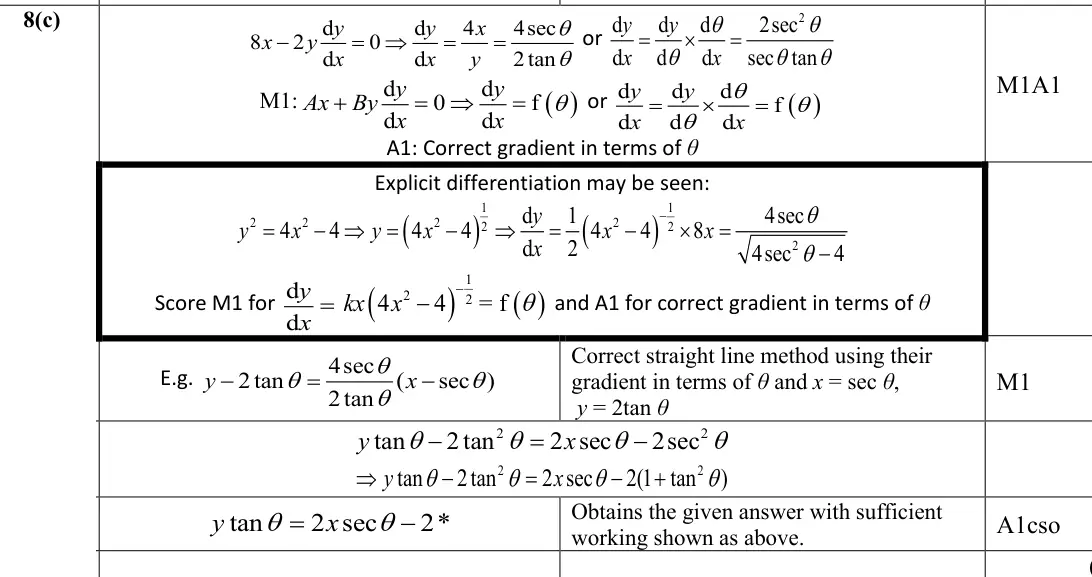 8(c)
8x − 2y dy/dx = 0 ⇒ dy/dx = 4x/y = 4secθ/2tanθ or dy/dx = dy/dθ × dθ/dx = 2sec²θ/secθtanθ
M1: Ax + By dy/dx = 0 ⇒ dy/dx = f(θ) or dy/dx = dy/dθ × dθ/dx = f(θ)
A1: Correct gradient in terms of θ
M1A1
Explicit differentiation may be seen:
y² = 4x² − 4 ⇒ y = (4x² − 4)^(1/2) ⇒ dy/dx = 1/2 (4x² − 4)^(−1/2) × 8x = 4secθ/√(4sec²θ − 4)
Score M1 for dy/dx = kx(4x² − 4)^(−1/2) = f(θ) and A1 for correct gradient in terms of θ
E.g. y − 2tanθ = 4secθ/2tanθ (x − secθ)
Correct straight line method using their
gradient in terms of θ and x = sec θ,
y = 2tan θ
M1
y tanθ − 2tan²θ = 2x secθ − 2sec²θ
⇒ y tanθ − 2tan²θ = 2x secθ − 2(1 + tan²θ)
y tanθ = 2x secθ − 2*
Obtains the given answer with sufficient
working shown as above.
A1cso